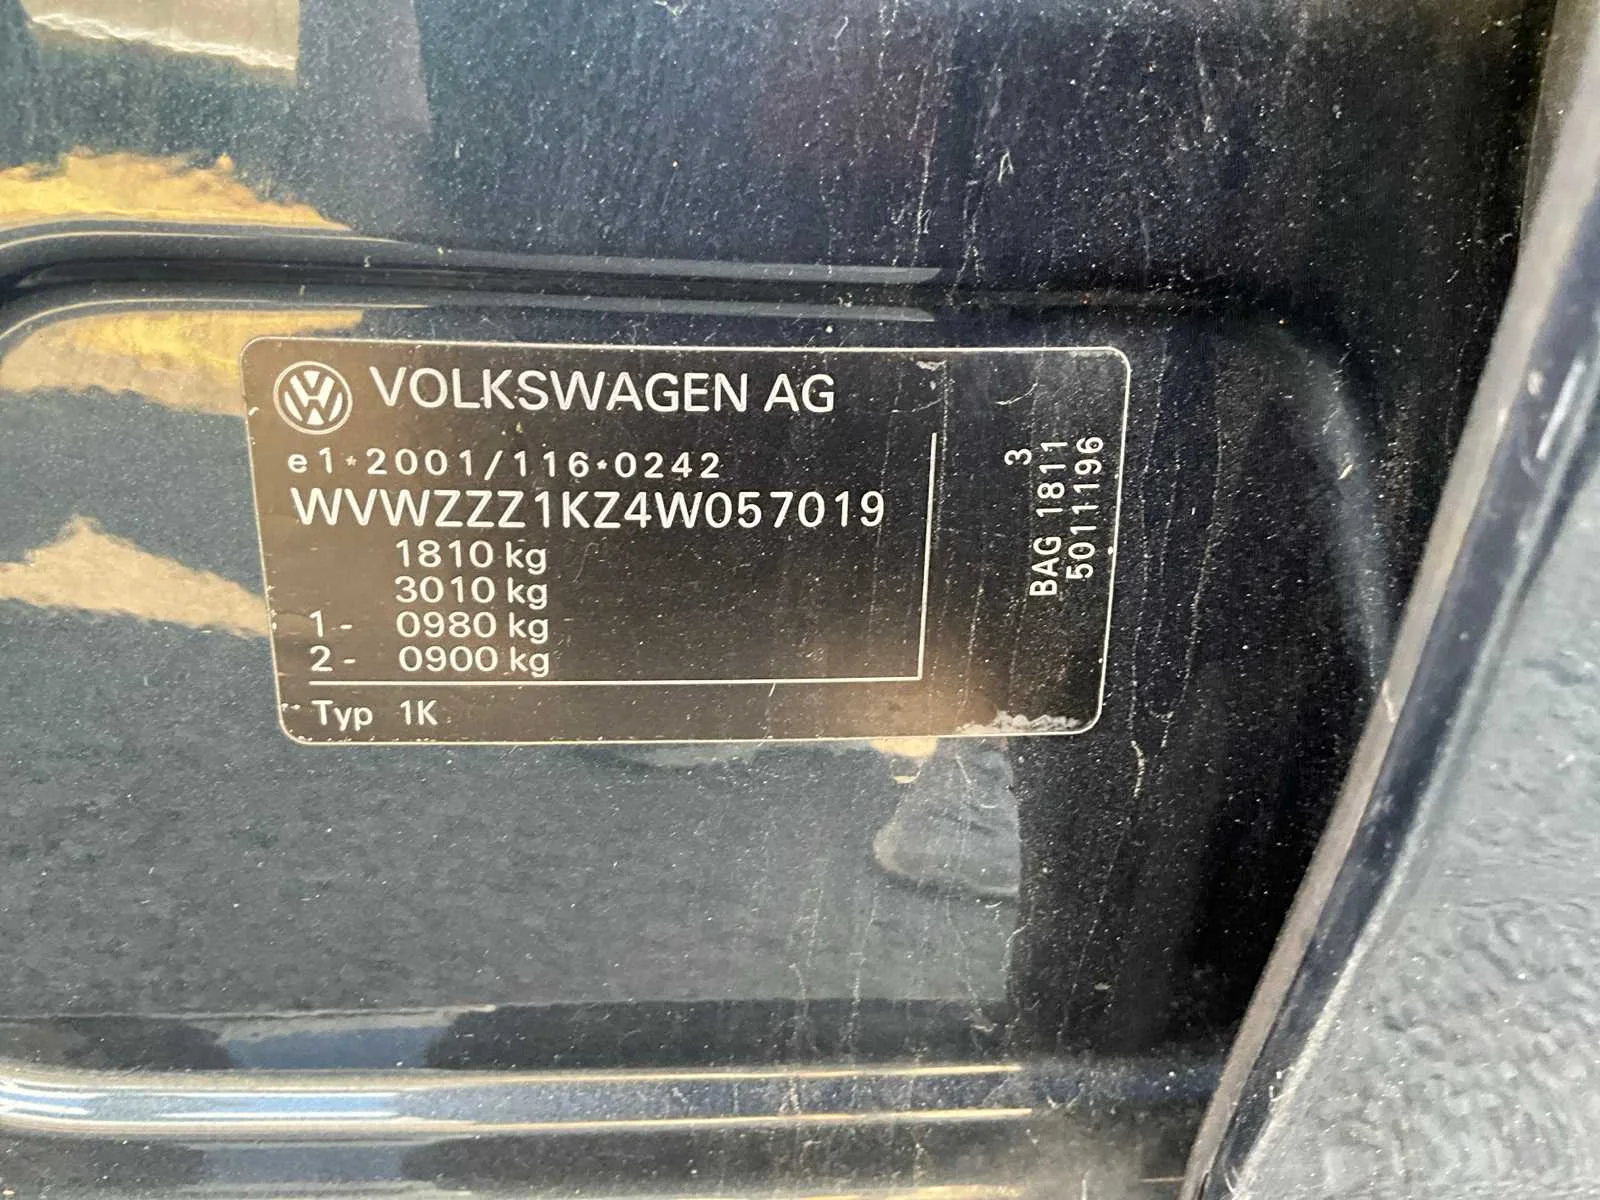 VOLKSWAGEN AG
e1*2001/116*0242
WVWZZZ1KZ4W057019
1810 kg
3010 kg
1- 0980 kg
2- 0900 kg
Typ 1K
3
BAG 1811
5011196